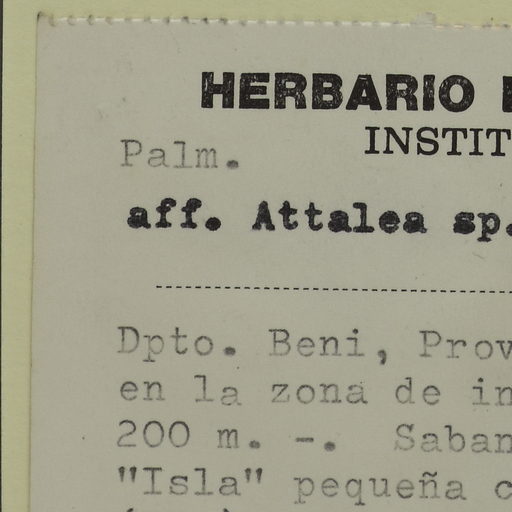 HERBARIO
INSTIT
Palm.
aff. Attalea sp.
Dpto. Beni, Prov
en la zona de in
200 m. -. Saban
"Isla" pequeña c